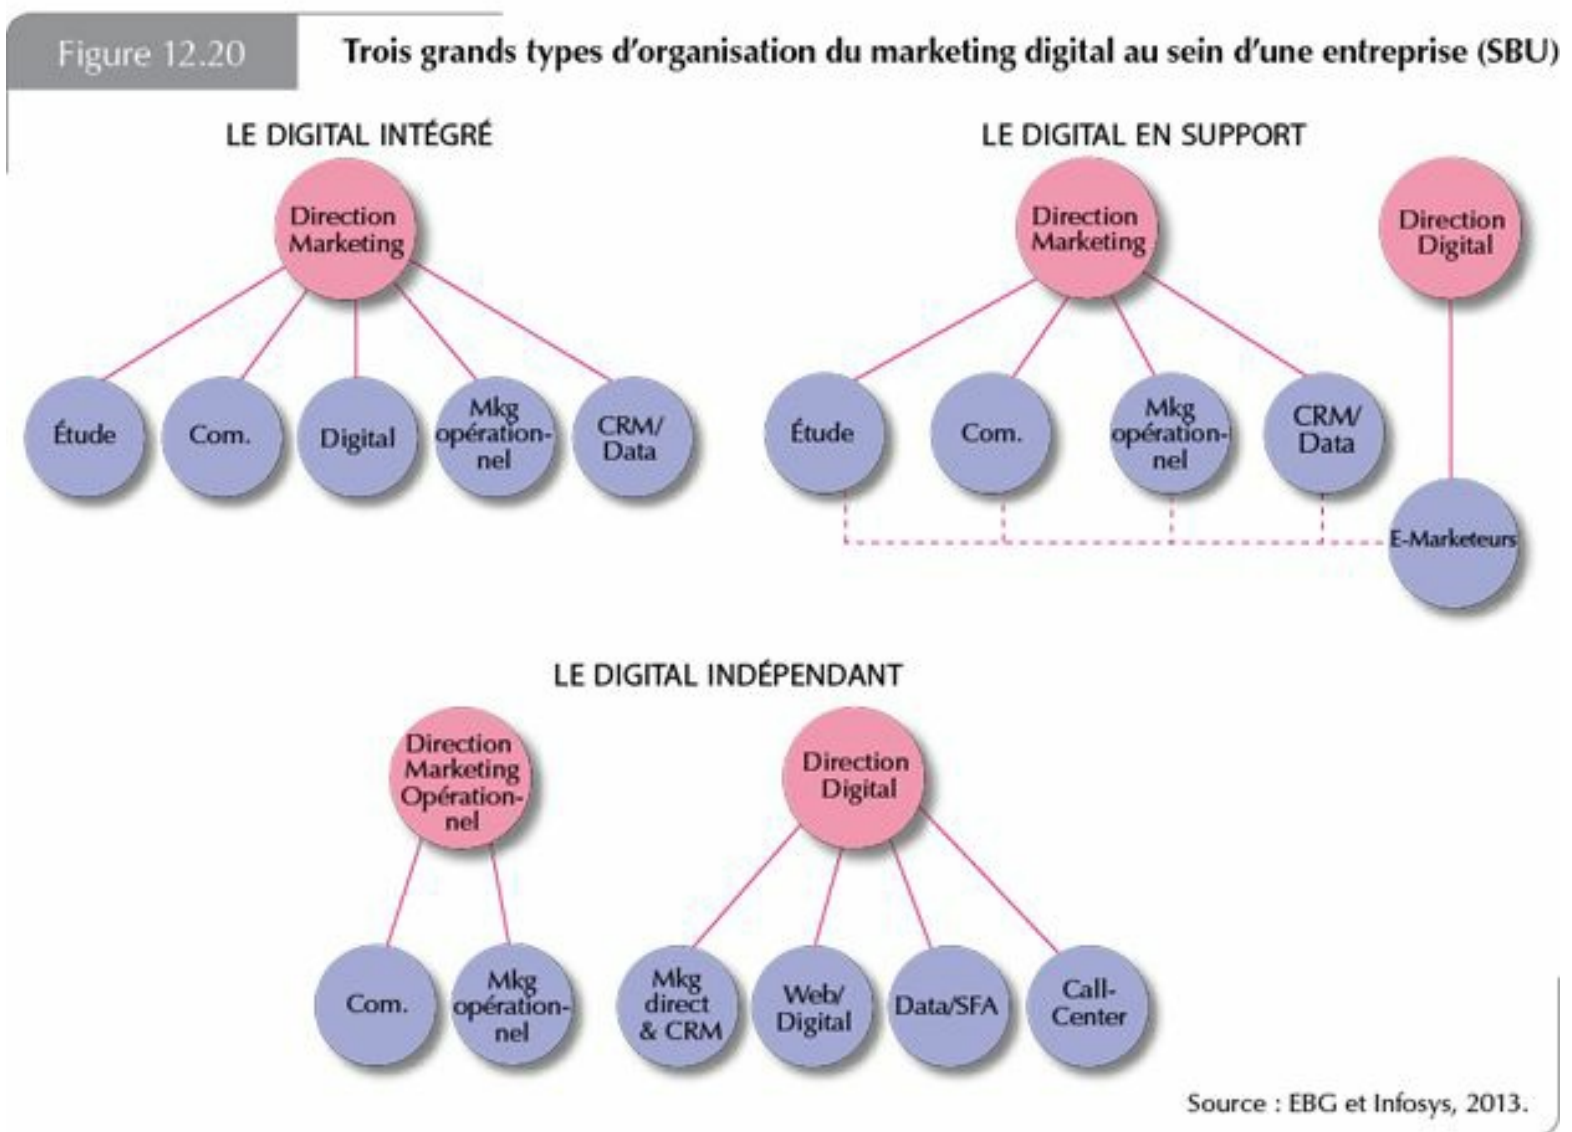 Figure 12.20
Trois grands types d'organisation du marketing digital au sein d'une entreprise (SBU)
LE DIGITAL INTÉGRÉ
Direction
Marketing
Étude
Com.
Digital
Mkg
opération-
nel
CRM/
Data
LE DIGITAL EN SUPPORT
Direction
Marketing
Direction
Digital
Étude
Com.
Mkg
opération-
nel
CRM/
Data
E-Marketeurs
LE DIGITAL INDÉPENDANT
Direction
Marketing
Opération-
nel
Direction
Digital
Com.
Mkg
opération-
nel
Mkg
direct
& CRM
Web/
Digital
Data/SFA
Call-
Center
Source : EBG et Infosys, 2013.